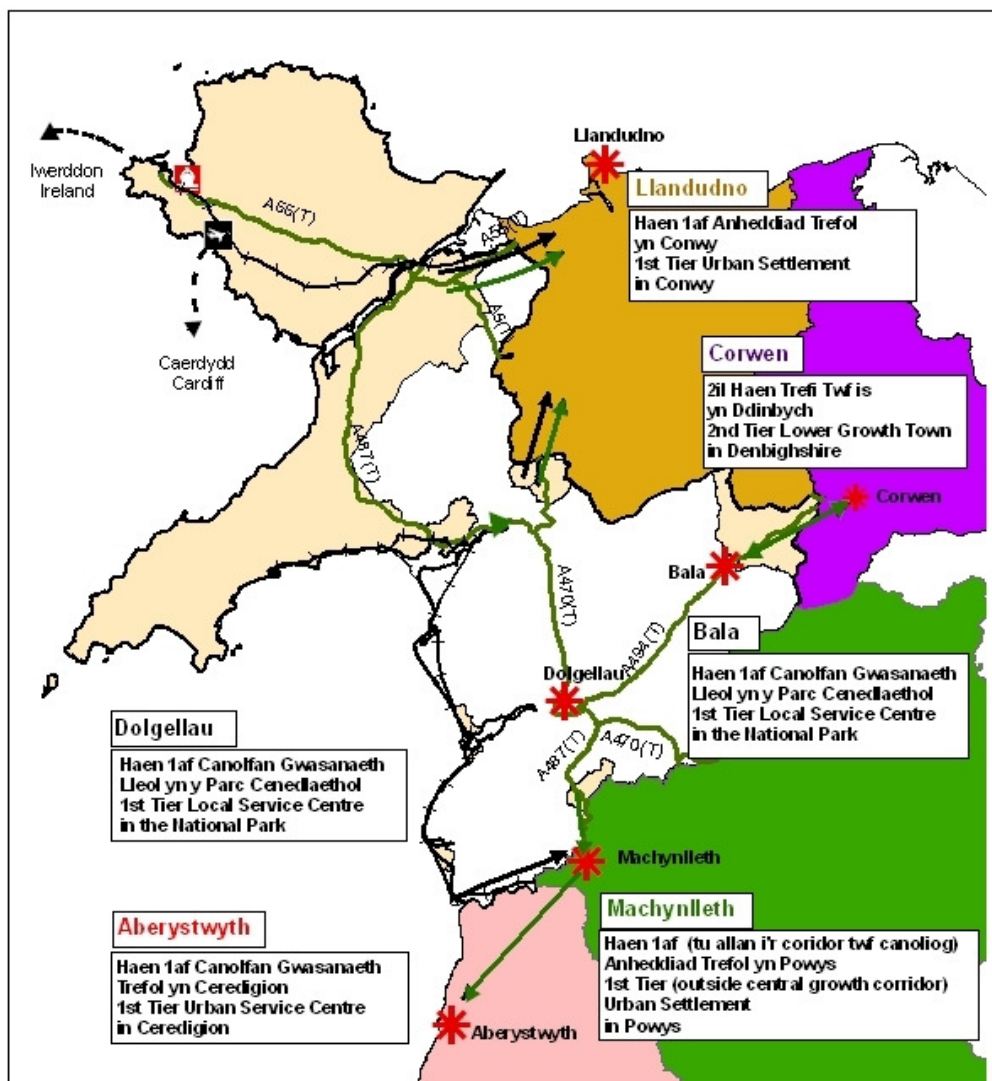 Llandudno
Iwerddon
Ireland
Llandudno
A55(T)
A55(T)
Haen 1af Anheddiad Trefol
yn Conwy
1st Tier Urban Settlement
in Conwy
A5(T)
Caerdydd
Cardiff
Corwen
2il Haen Trefi Twf is
yn Ddinbych
2nd Tier Lower Growth Town
in Denbighshire
A487(T)
Corwen
Bala
A470(T)
A494(T)
Bala
Dolgellau
Haen 1af Canolfan Gwasanaeth
Lleol yn y Parc Cenedlaethol
1st Tier Local Service Centre
in the National Park
Dolgellau
A487(T)
A470(T)
Haen 1af Canolfan Gwasanaeth
Lleol yn y Parc Cenedlaethol
1st Tier Local Service Centre
in the National Park
Machynlleth
Aberystwyth
Machynlleth
Haen 1af Canolfan Gwasanaeth
Trefol yn Ceredigion
1st Tier Urban Service Centre
in Ceredigion
Haen 1af (tu allan i'r coridor twf canoliog)
Anheddiad Trefol yn Powys
1st Tier (outside central growth corridor)
Urban Settlement
in Powys
Aberystwyth